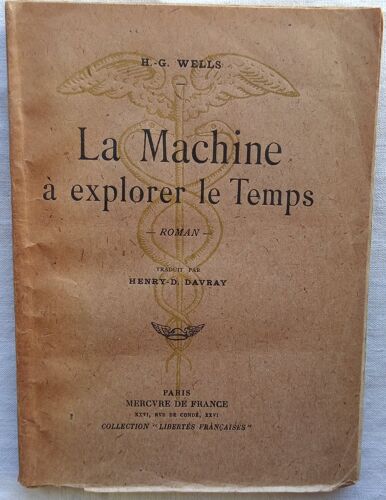 H.-G. WELLS
La Machine
à explorer le Temps
— ROMAN —
TRADUIT PAR
HENRY-D. DAVRAY
PARIS
MERCVRE DE FRANCE
XXVI, RVE DE CONDÉ, XXVI
COLLECTION "LIBERTÉS FRANÇAISES"